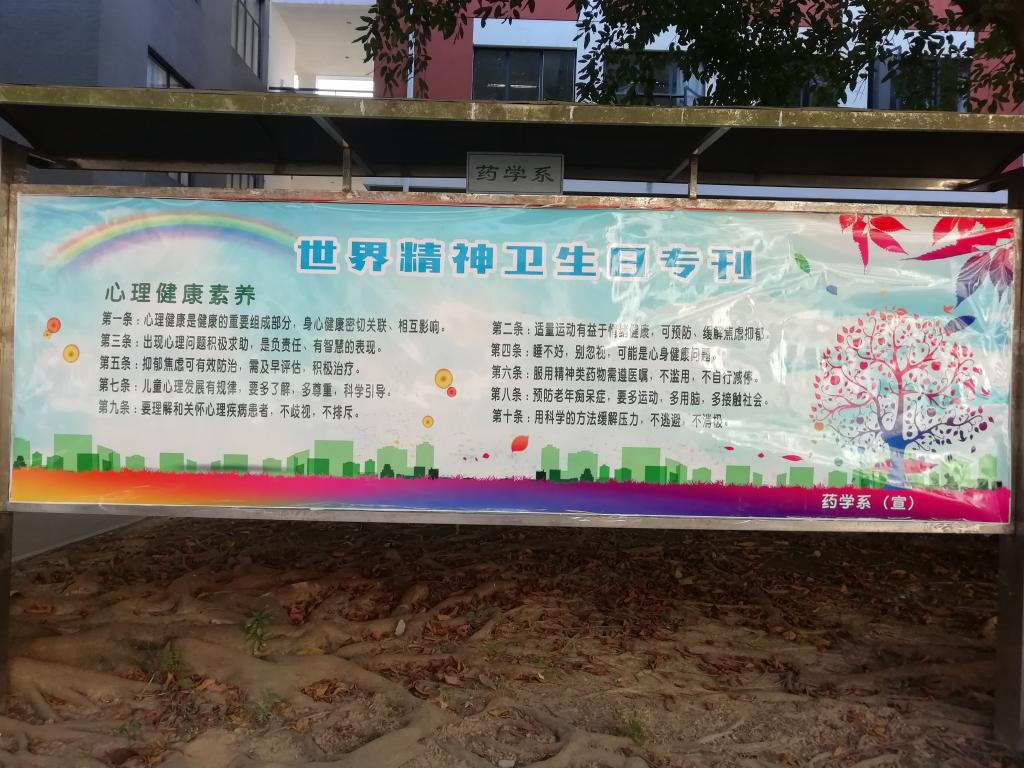 药学系
世界精神卫生日专刊
心理健康素养
第一条：心理健康是健康的重要组成部分，身心健康密切关联、相互影响。
第二条：适量运动有益于情绪健康，可预防、缓解焦虑抑郁。
第三条：出现心理问题积极求助，是负责任、有智慧的表现。
第四条：睡不好，别忽视，可能是心身健康问题。
第五条：抑郁焦虑可有效防治，需及早评估，积极治疗。
第六条：服用精神类药物需遵医嘱，不滥用，不自行减停。
第七条：儿童心理发展有规律，要多了解，多尊重，科学引导。
第八条：预防老年痴呆症，要多运动，多用脑，多接触社会。
第九条：要理解和关怀心理疾病患者，不歧视，不排斥。
第十条：用科学的方法缓解压力，不逃避，不消极。
药学系（宣）